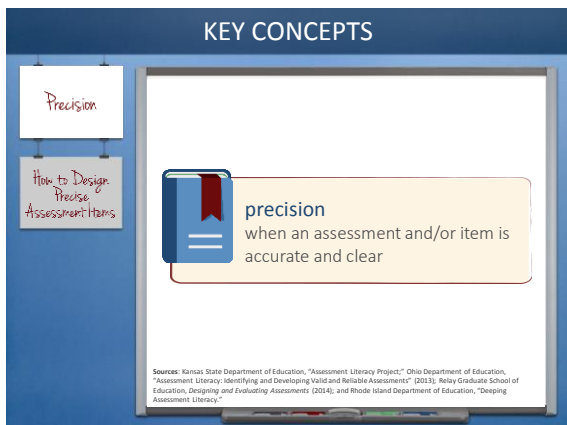 KEY CONCEPTS
Precision
How to Design
Precise
Assessment Items
precision
when an assessment and/or item is
accurate and clear
Sources: Kansas State Department of Education, "Assessment Literacy Project;" Ohio Department of Education,
"Assessment Literacy: Identifying and Developing Valid and Reliable Assessments" (2013); Relay Graduate School of
Education, Designing and Evaluating Assessments (2014); and Rhode Island Department of Education, "Deeping
Assessment Literacy."